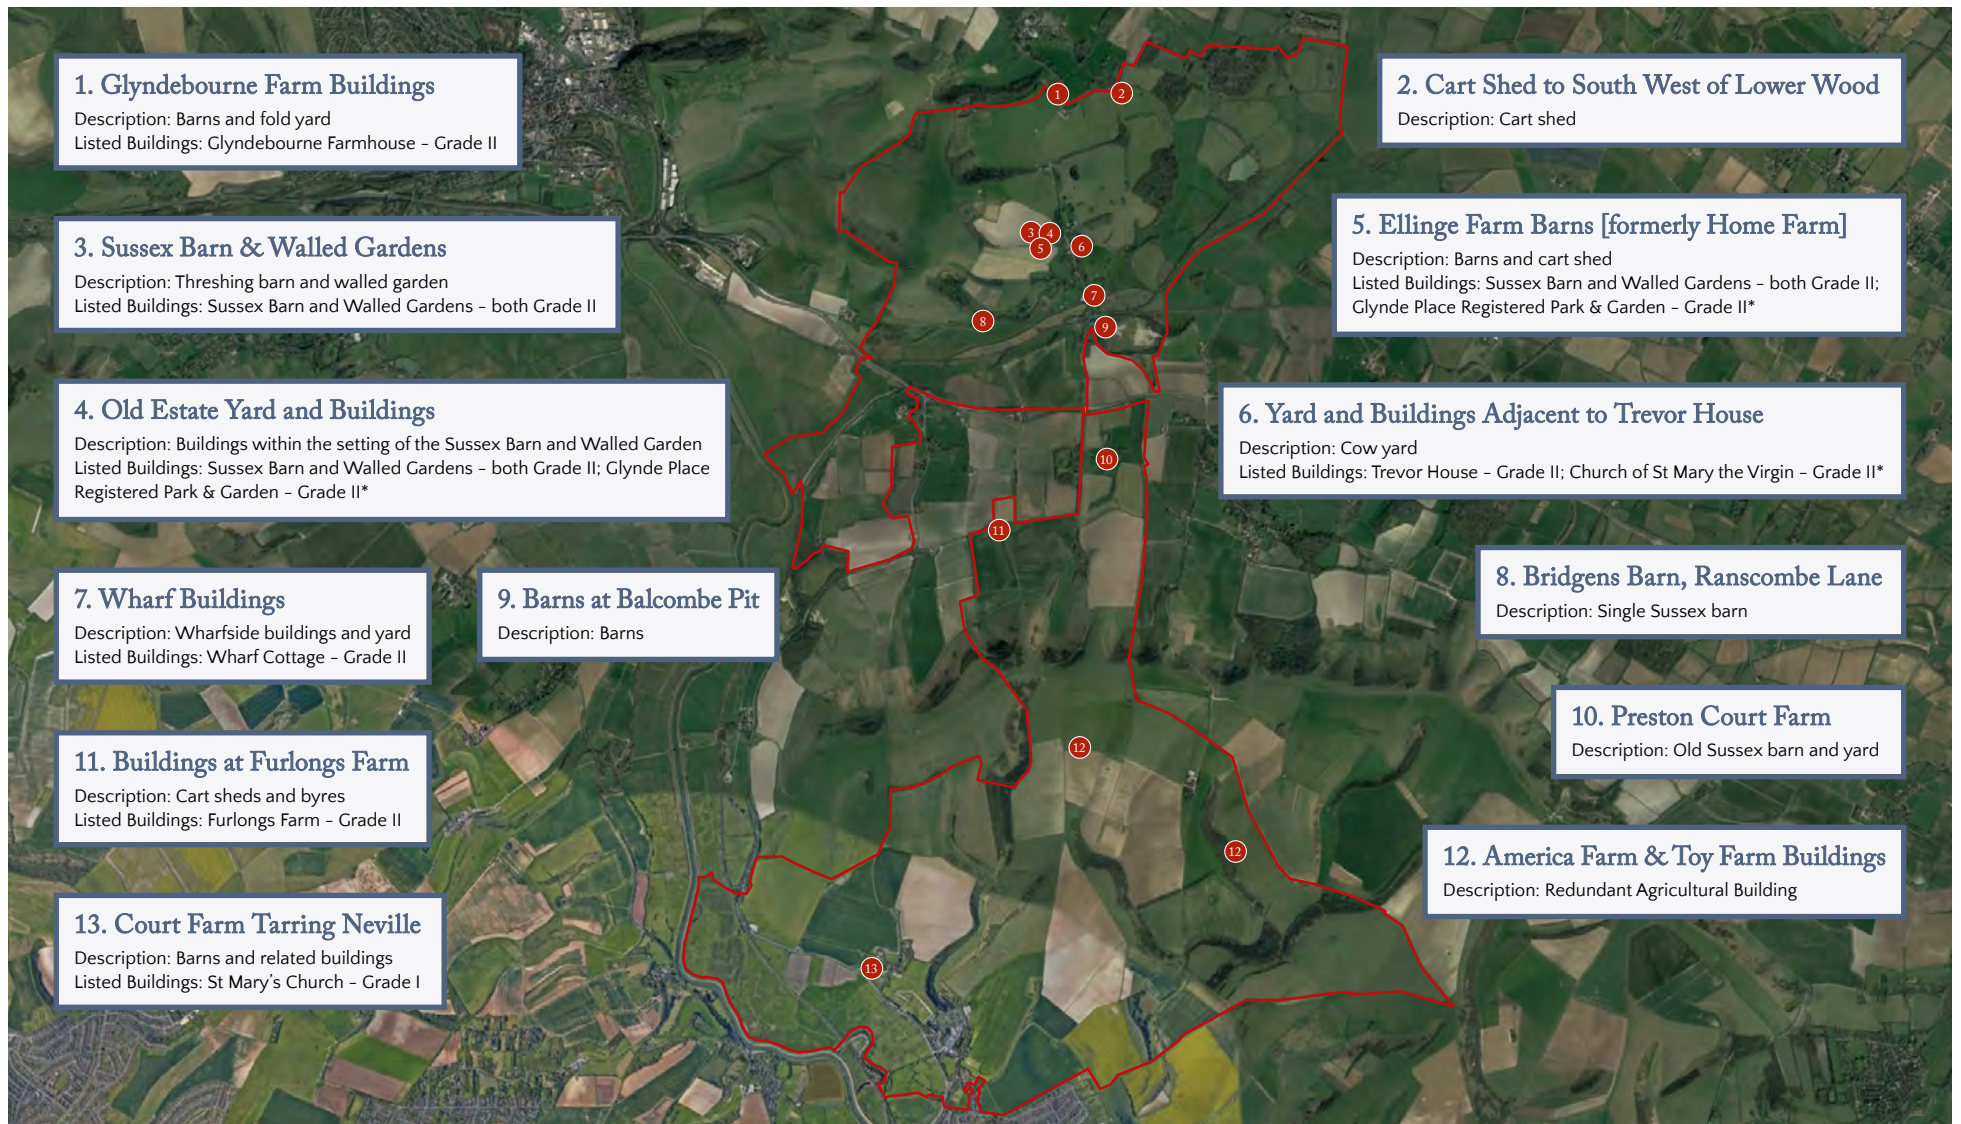 1. Glyndebourne Farm Buildings
Description: Barns and fold yard
Listed Buildings: Glyndebourne Farmhouse - Grade II
2. Cart Shed to South West of Lower Wood
Description: Cart shed
3. Sussex Barn & Walled Gardens
Description: Threshing barn and walled garden
Listed Buildings: Sussex Barn and Walled Gardens - both Grade II
5. Ellinge Farm Barns [formerly Home Farm]
Description: Barns and cart shed
Listed Buildings: Sussex Barn and Walled Gardens - both Grade II;
Glynde Place Registered Park & Garden - Grade II*
4. Old Estate Yard and Buildings
Description: Buildings within the setting of the Sussex Barn and Walled Garden
Listed Buildings: Sussex Barn and Walled Gardens - both Grade II; Glynde Place
Registered Park & Garden - Grade II*
6. Yard and Buildings Adjacent to Trevor House
Description: Cow yard
Listed Buildings: Trevor House - Grade II; Church of St Mary the Virgin - Grade II*
7. Wharf Buildings
Description: Wharfside buildings and yard
Listed Buildings: Wharf Cottage - Grade II
9. Barns at Balcombe Pit
Description: Barns
8. Bridgens Barn, Ranscombe Lane
Description: Single Sussex barn
10. Preston Court Farm
Description: Old Sussex barn and yard
11. Buildings at Furlongs Farm
Description: Cart sheds and byres
Listed Buildings: Furlongs Farm - Grade II
12. America Farm & Toy Farm Buildings
Description: Redundant Agricultural Building
13. Court Farm Tarring Neville
Description: Barns and related buildings
Listed Buildings: St Mary's Church - Grade I
1
2
3
4
5
6
7
8
9
10
11
12
12
13